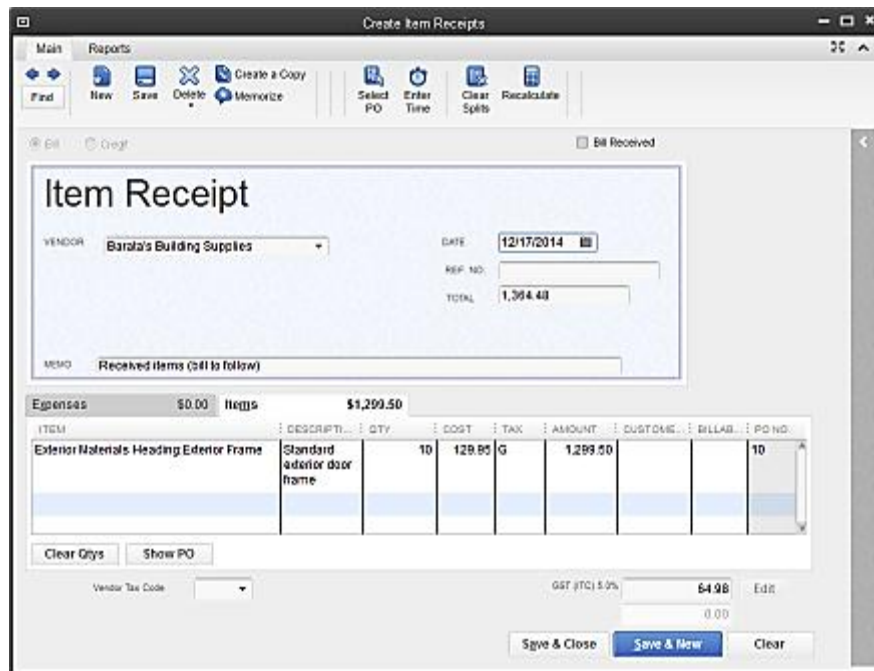 Create Item Receipts
Main Reports
Find New Save Delete Create a Copy Memorize Select PO Enter Time Clear Splits Recalculate
Bill Credit Bill Received
Item Receipt
VENDOR Barata's Building Supplies DATE 12/17/2014
REF. NO.
TOTAL 1,364.48
MEMO Received items (bill to follow)
Expenses $0.00 Items $1,299.50
ITEM DESCRIPTI... QTY COST TAX AMOUNT CUSTOME... BILLAB... PO NO.
Exterior Materials Heading:Exterior Frame Standard 10 129.95 G 1,299.50 10
exterior door
frame
Clear Qtys Show PO
Vendor Tax Code GST (ITC) 5.0% 64.98 Edit
0.00
Save & Close Save & New Clear